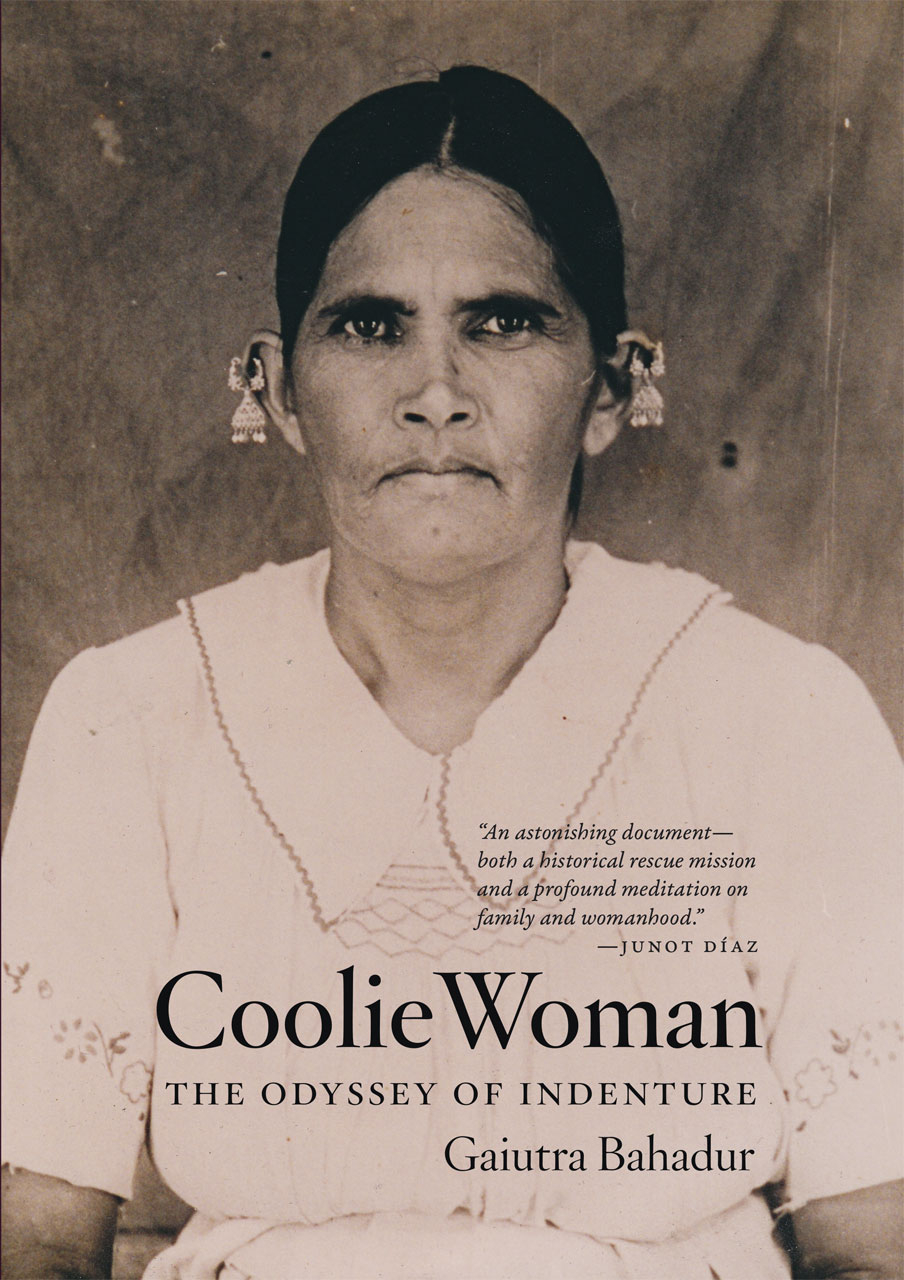 “An astonishing document—
both a historical rescue mission
and a profound meditation on
family and womanhood.”
—JUNOT DÍAZ
Coolie Woman
THE ODYSSEY OF INDENTURE
Gaiutra Bahadur